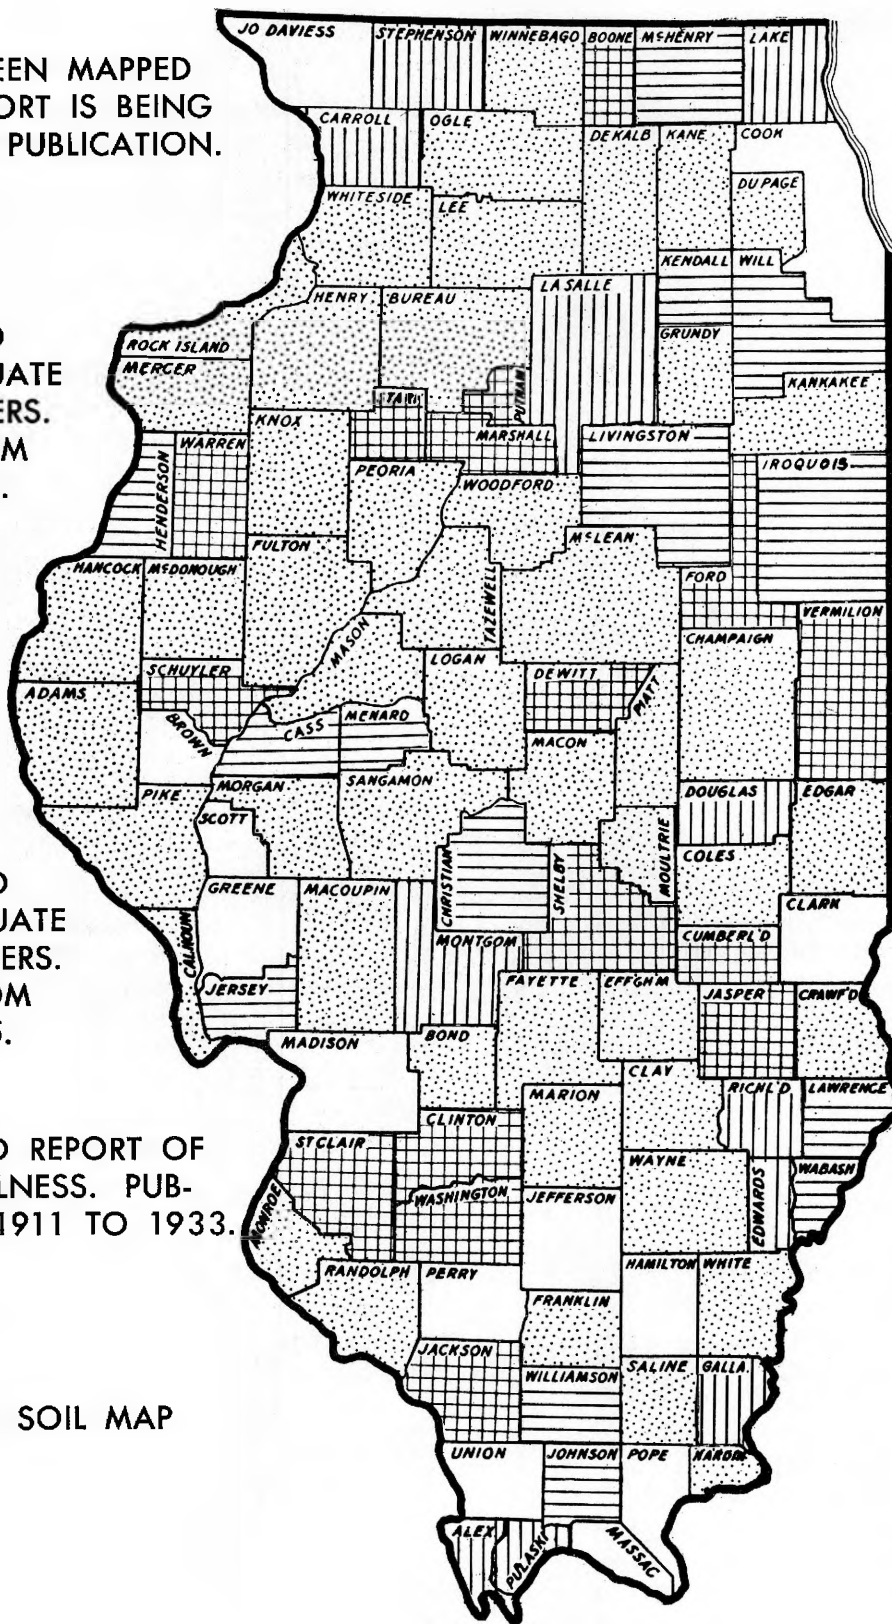 JO DAVIESS STEPHENSON WINNEBAGO BOONE McHENRY LAKE
EEN MAPPED
ORT IS BEING
PUBLICATION.
CARROLL OGLE DEKALB KANE COOK
DU PAGE
WHITESIDE LEE
KENDALL WILL
LA SALLE
HENRY BUREAU
D
UATE
ERS.
OM
.
ROCK ISLAND
MERCER
GRUNDY
KANKAKEE
PUTNAM
KNOX
MARSHALL LIVINGSTON
WARREN
HENDERSON
PEORIA
WOODFORD
IROQUOIS
FULTON
McLEAN
HANCOCK McDONOUGH
TAZEWELL
FORD
VERMILION
MASON
CHAMPAIGN
SCHUYLER
LOGAN
DEWITT
PIATT
ADAMS
BROWN
CASS MENARD
MACON
PIKE
MORGAN SANGAMON
DOUGLAS EDGAR
SCOTT
CHRISTIAN
SHELBY
MOULTRIE
COLES
D
UATE
ERS.
OM
S.
GREENE MACOUPIN
CLARK
CALHOUN
MONTGOM
CUMBERL'D
JERSEY
FAYETTE EFFGHM
JASPER CRAWF'D
MADISON
BOND
CLAY
MARION
RICHL'D LAWRENCE
D REPORT OF
LNESS. PUB-
1911 TO 1933.
CLINTON
ST CLAIR
WAYNE
WABASH
WASHINGTON
JEFFERSON
EDWARDS
MONROE
RANDOLPH PERRY
HAMILTON WHITE
FRANKLIN
JACKSON
SALINE GALLA.
WILLIAMSON
SOIL MAP
UNION JOHNSON POPE
HARDIN
ALEX
PULASKI
MASSAC